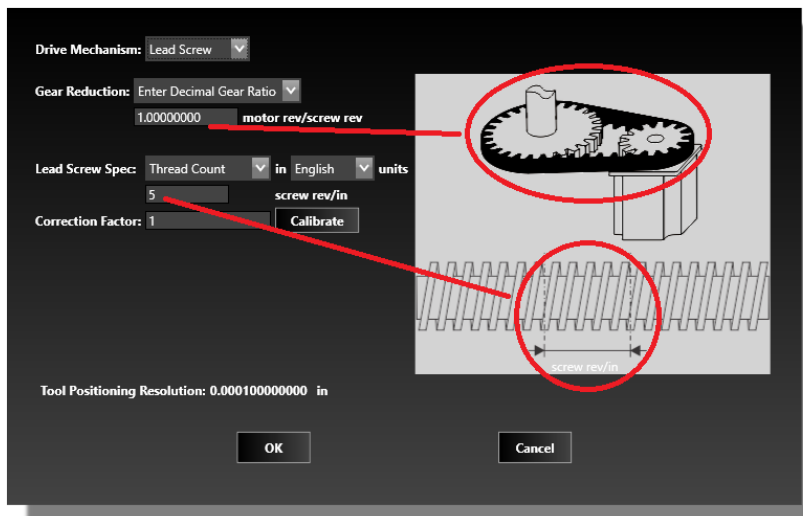 Drive Mechanism: Lead Screw
Gear Reduction: Enter Decimal Gear Ratio
1.00000000 motor rev/screw rev
Lead Screw Spec: Thread Count in English units
5 screw rev/in
Correction Factor: 1 Calibrate
screw rev/in
Tool Positioning Resolution: 0.000100000000 in
OK Cancel